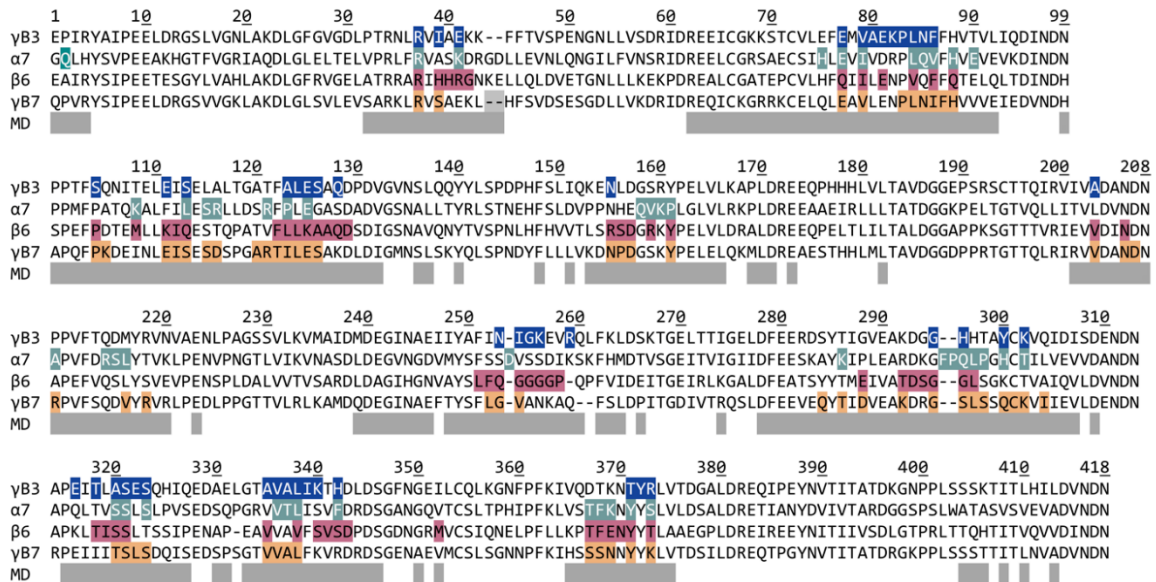 1 10 20 30 40 50 60 70 80 90 99
γB3 EPIRYAIPEELDRGSLVGNLAKDLGFGVGDLPTRNLRVIAEKK--FFTVSPENGNLLVSDRIDREEICGKKSTCVLEFEMVAEKPLNFFHVTVLIQDINDN
α7 GQLHYSVPEEAKHGTFVGRIAQDLGLELTELVPRLFRVASKDRGDLLEVNLQNGILFVNSRIDREELCGRSAECSIHLEVIVDRPLQVFHVEVEVKDINDN
β6 EAIRYSIPEETESGYLVAHLAKDLGFRVGELATRRARIHHRGNKELLQLDVETGNLLLKEKPDREALCGATEPCVLHFQIILENPVQFFQTELQLTDINDH
γB7 QPVRYSIPEELDRGSVVGKLAKDLGLSVLEVSARKLRVSAEKL--HFSVDSESGDLLVKDRIDREQICKGRRKCELQLEAVLENPLNIFHVVVEIEDVNDH
MD
110 120 130 140 150 160 170 180 190 200 208
γB3 PPTFSQNITELEISELALTGATFALESAQDPDVGVNSLQQYYLSPDPHFSLIQKENLDGSRYPELVLKAPLDREEQPHHHLVLTAVDGGEPSRSCTTQIRVIVADANDN
α7 PPMFPATQKALFILESRLLDSRFPLEGASDADVGSNALLTYRLSTNEHFSLDVPPNHEQVKPLGLVLRKPLDREEAAEIRLLLTATDGGKPELTGTVQLLITVLDVNDN
β6 SPEFPDTEMLLKIQESTQPATVFLLKAAQDSDIGSNAVQNYTVSPNLHFHVVTLSRSDGRKYPELVLDRALDREEQPELTLILTALDGGAPPKSGTTTVRIEVVDINDN
γB7 APQFPKDEINLEISESDSPGARTILESAKDLDIGMNSLSKYQLSPNDYFLLLVKDNPDGSKYPELELQKMLDREAESTHHLMLTAVDGGDPPRTGTTQLRIRVVDANDN
MD
220 230 240 250 260 270 280 290 300 310
γB3 PPVFTQDMYRVNVAENLPAGSSVLKVMAIDMDEGINAEIIYAFIN-IGKEVRQLFKLDSKTGELTTIGELDFEERDSYTIGVEAKDGG--HHTAYCKVQIDISDENDN
α7 APVFDRSLYTVKLPENVPNGTLVIKVNASDLDEGVNGDVMYSFSSDVSSDIKSKFHMDTVSGEITVIGIIDFEESKAYKIPLEARDKGFPQLPGHCTILVEVVDANDN
β6 APEFVQSLYSVEVPENSPLDALVVTVSARDLDAGIHGNVAYSLFQ-GGGGP-QPFVIDEITGEIRLKGALDFEATSYYTMEIVATDSG--GLSGKCTVAIQVLDVNDN
γB7 RPVFSQDVYRVRLPEDLPPGTTVLRLKAMDQDEGINAEFTYSFLG-VANKAQ--FSLDPITGDIVTRQSLDFEEVEQYTIDVEAKDRG--SLSSQCKVIIEVLDENDN
MD
320 330 340 350 360 370 380 390 400 410 418
γB3 APEITLASESQHIQEDAELGTAVALIKTHDLDSGFNGEILCQLKGNFPFKIVQDTKNTYRLVTDGALDREQIPEYNVTITATDKGNPPLSSSKTITLHILDVNDN
α7 APQLTVSSLSLPVSEDSQPGRVVTLISVFDRDSGANGQVTCSLTPHIPFKLVSTFKNYYSLVLDSALDRETIANYDVVVTARDGGSPSLWATASVSVEVADVNDN
β6 APKLTISSLTSSIPENAP-EAVVAVFSVSDPDSGDNGRMVCSIQNELPFLLKPTFENYYTLAAEGPLDREIREEYNITIIVSDLGTPRLTTQHTITVQVVDINDN
γB7 RPEIIITSLSDQISEDSPSGTVVALFKVRDRDSGENAEVMCSLSGNNPFKIHSSSNNYYKLVTDSILDREQTPGYNVTITATDRGKPPLSSSTTITLNVADVNDN
MD